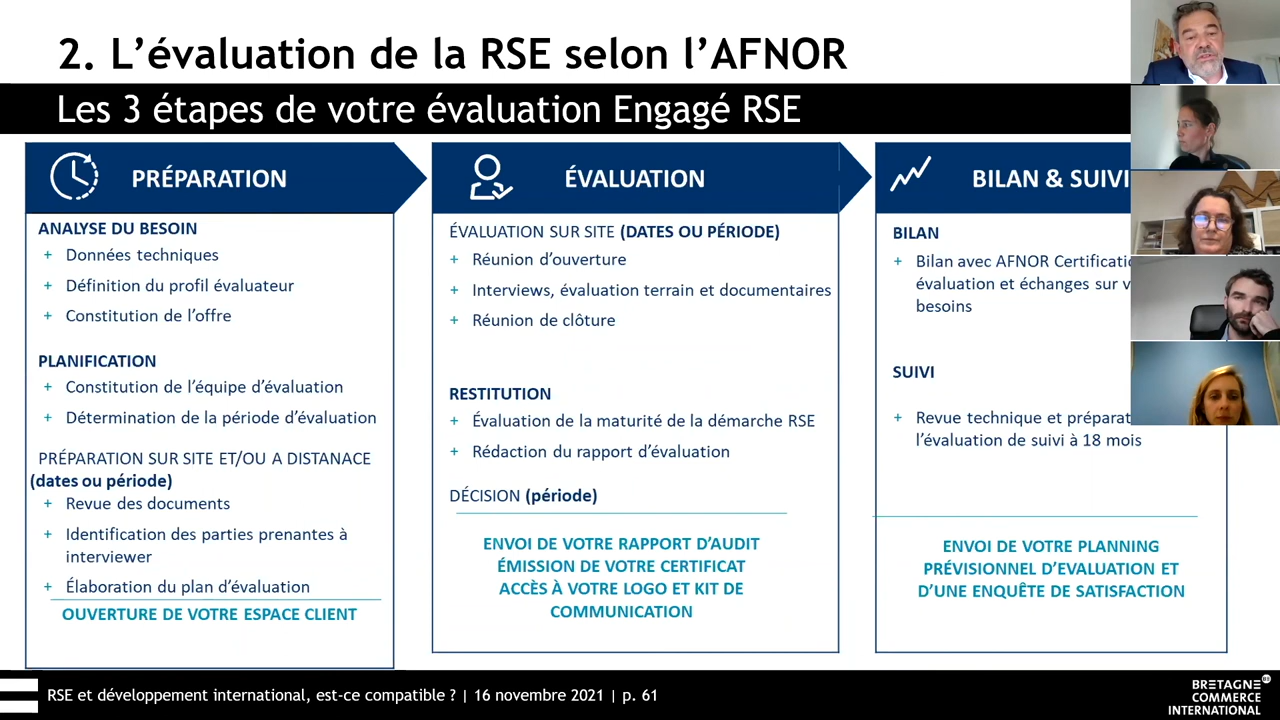 2. L’évaluation de la RSE selon l’AFNOR
Les 3 étapes de votre évaluation Engagé RSE
PRÉPARATION
ANALYSE DU BESOIN
+ Données techniques
+ Définition du profil évaluateur
+ Constitution de l’offre
PLANIFICATION
+ Constitution de l’équipe d’évaluation
+ Détermination de la période d’évaluation
PRÉPARATION SUR SITE ET/OU A DISTANACE
(dates ou période)
+ Revue des documents
+ Identification des parties prenantes à
interviewer
+ Élaboration du plan d’évaluation
OUVERTURE DE VOTRE ESPACE CLIENT
ÉVALUATION
ÉVALUATION SUR SITE (DATES OU PÉRIODE)
+ Réunion d’ouverture
+ Interviews, évaluation terrain et documentaires
+ Réunion de clôture
RESTITUTION
+ Évaluation de la maturité de la démarche RSE
+ Rédaction du rapport d’évaluation
DÉCISION (période)
ENVOI DE VOTRE RAPPORT D’AUDIT
ÉMISSION DE VOTRE CERTIFICAT
ACCÈS À VOTRE LOGO ET KIT DE
COMMUNICATION
BILAN & SUIVI
BILAN
+ Bilan avec AFNOR
évaluation et échanges sur
besoins
SUIVI
+ Revue technique et
l’évaluation de suivi à 18 mois
ENVOI DE VOTRE PLANNING
PRÉVISIONNEL D’EVALUATION ET
D’UNE ENQUÊTE DE SATISFACTION
RSE et développement international, est-ce compatible ? | 16 novembre 2021 | p. 61
BRETAGNE
COMMERCE
INTERNATIONAL